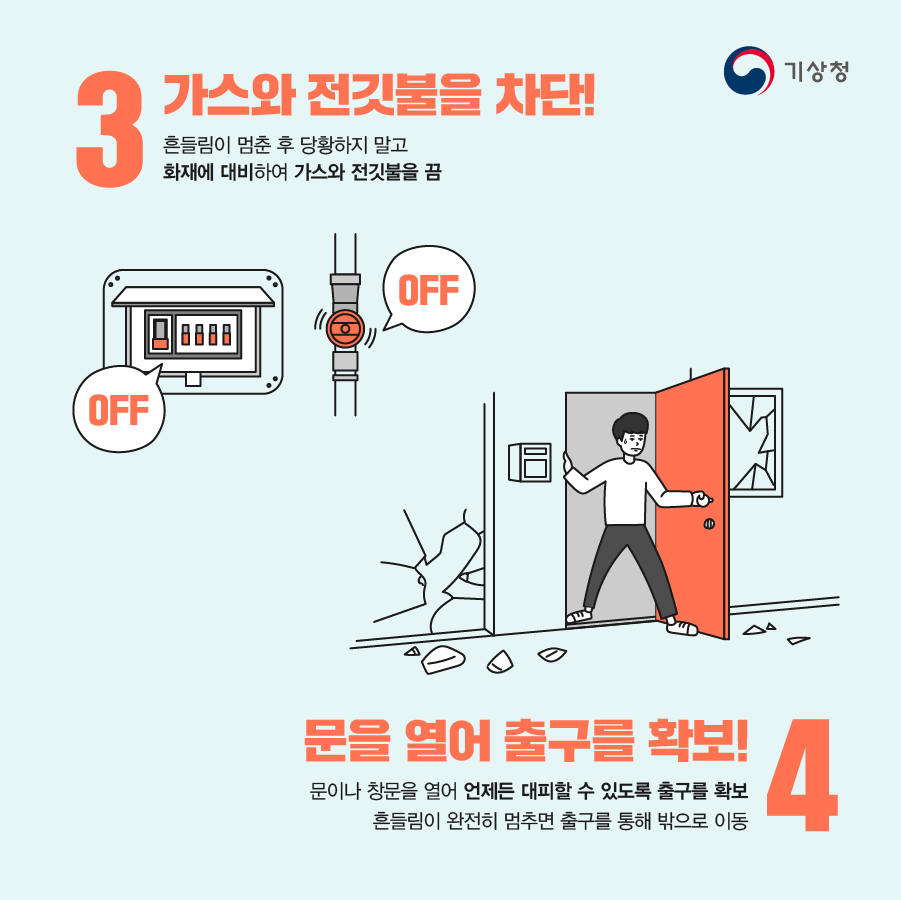 기상청
3
가스와 전깃불을 차단!
흔들림이 멈춘 후 당황하지 말고
화재에 대비하여 가스와 전깃불을 끔
OFF
OFF
문을 열어 출구를 확보!
4
문이나 창문을 열어 언제든 대피할 수 있도록 출구를 확보
흔들림이 완전히 멈추면 출구를 통해 밖으로 이동